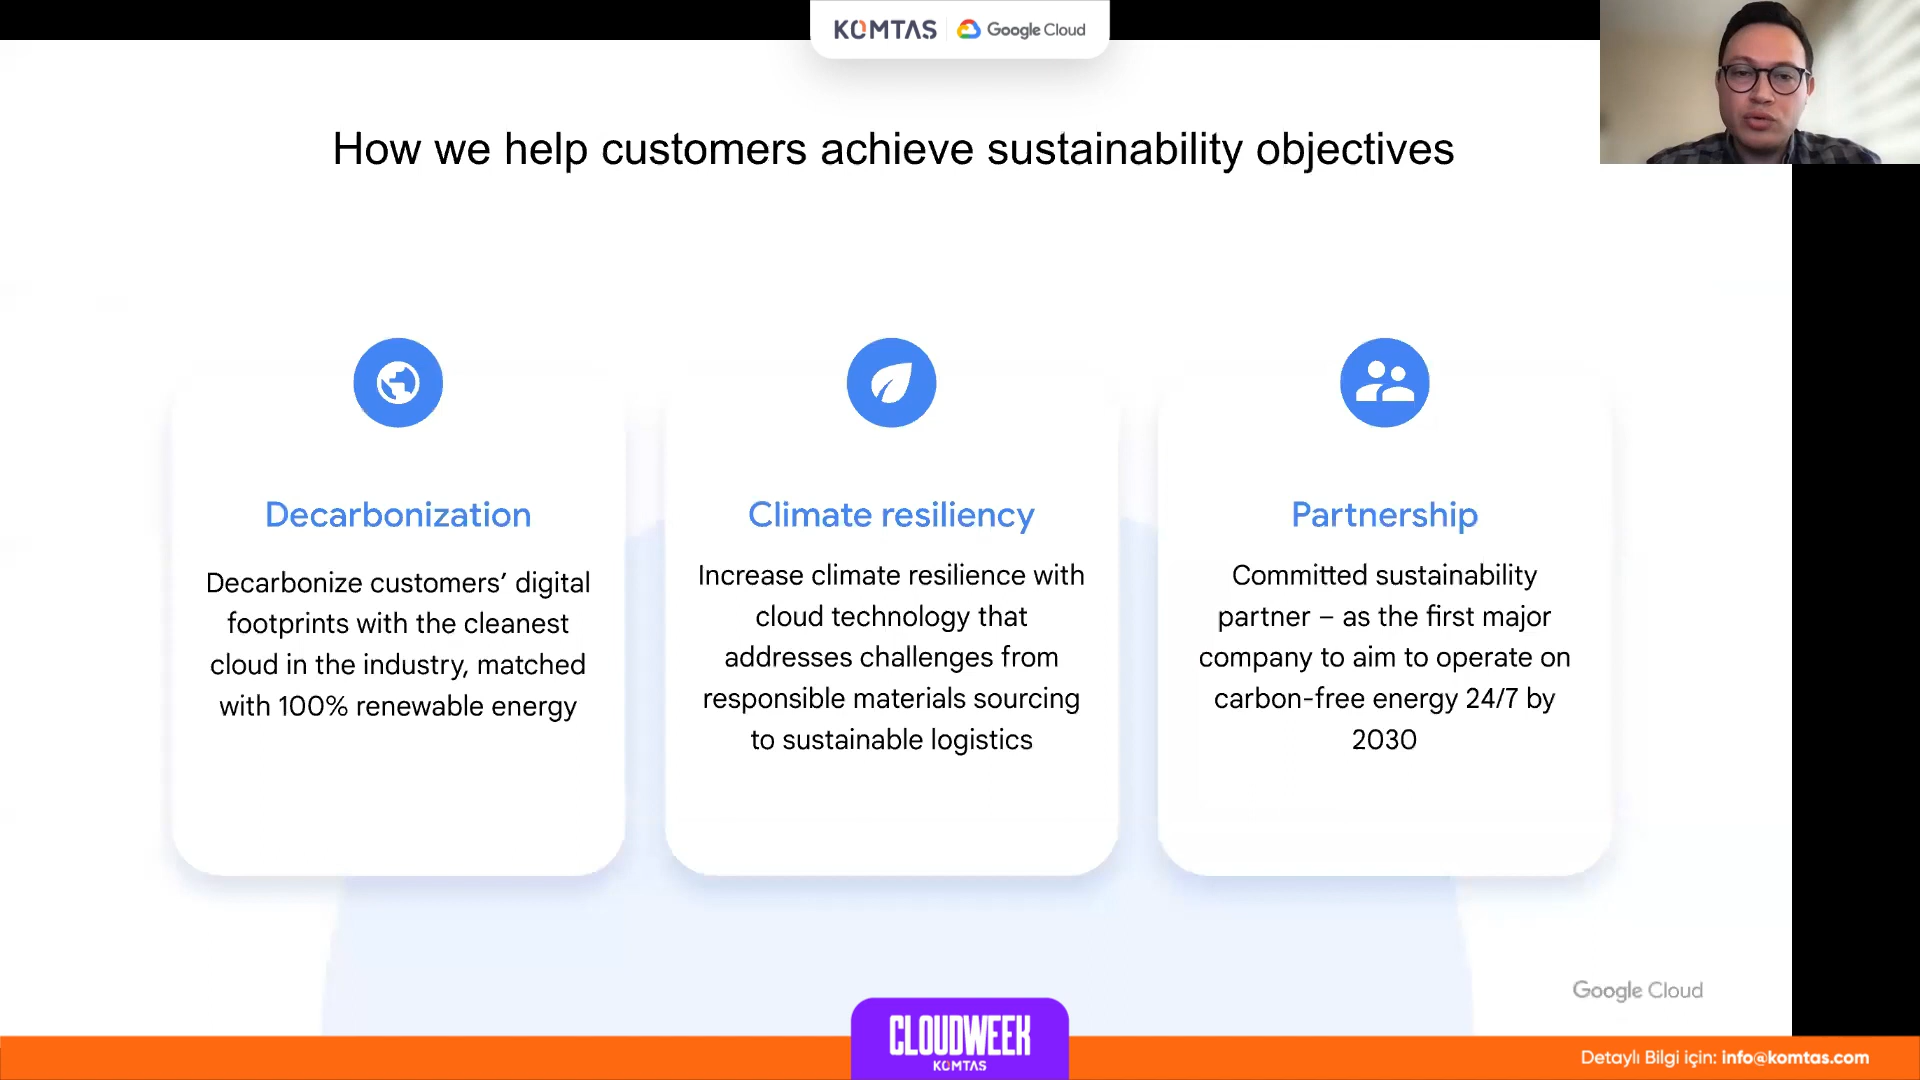 KOMTAS Google Cloud
How we help customers achieve sustainability objectives
Decarbonization
Decarbonize customers’ digital
footprints with the cleanest
cloud in the industry, matched
with 100% renewable energy
Climate resiliency
Increase climate resilience with
cloud technology that
addresses challenges from
responsible materials sourcing
to sustainable logistics
Partnership
Committed sustainability
partner – as the first major
company to aim to operate on
carbon-free energy 24/7 by
2030
Google Cloud
CLOUDWEEK
KOMTAS
Detaylı Bilgi için: info@komtas.com